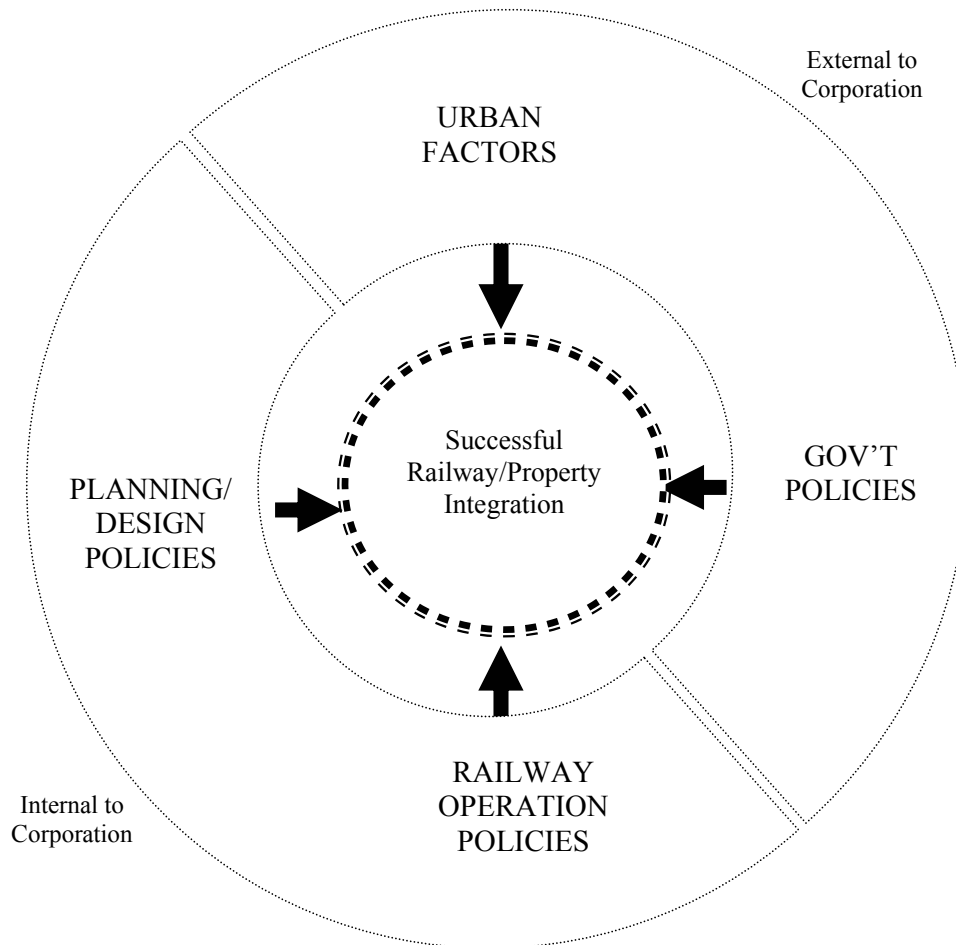 External to
Corporation
URBAN
FACTORS
Successful
Railway/Property
Integration
GOV’T
POLICIES
PLANNING/
DESIGN
POLICIES
RAILWAY
OPERATION
POLICIES
Internal to
Corporation